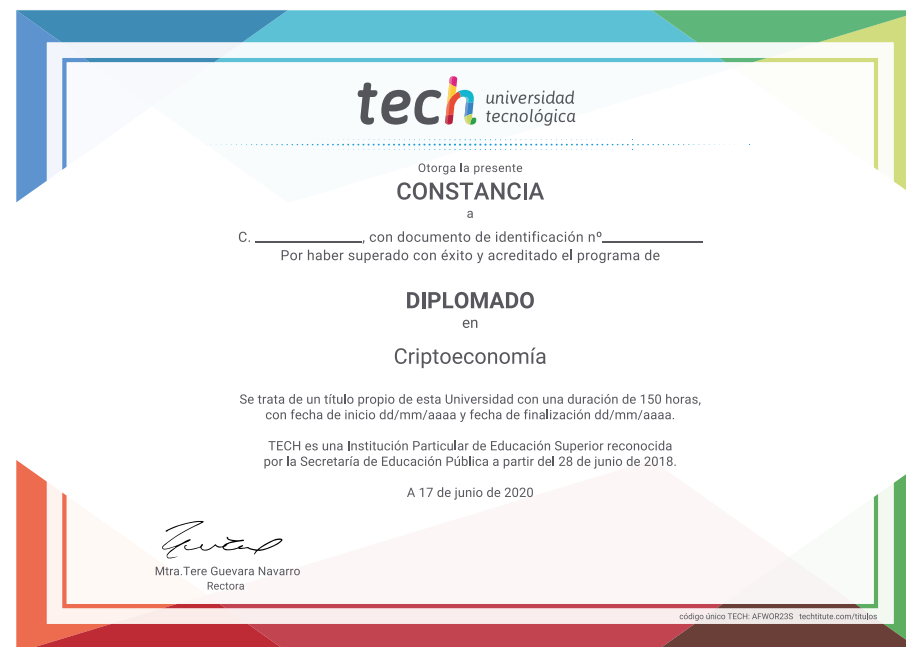 tech universidad
tecnológica
Otorga la presente
CONSTANCIA
a
C. ______________, con documento de identificación nº_____________
Por haber superado con éxito y acreditado el programa de
DIPLOMADO
en
Criptoeconomía
Se trata de un título propio de esta Universidad con una duración de 150 horas,
con fecha de inicio dd/mm/aaaa y fecha de finalización dd/mm/aaaa.
TECH es una Institución Particular de Educación Superior reconocida
por la Secretaría de Educación Pública a partir del 28 de junio de 2018.
A 17 de junio de 2020
Mtra.Tere Guevara Navarro
Rectora
código único TECH: AFWOR23S techtitute.com/titulos